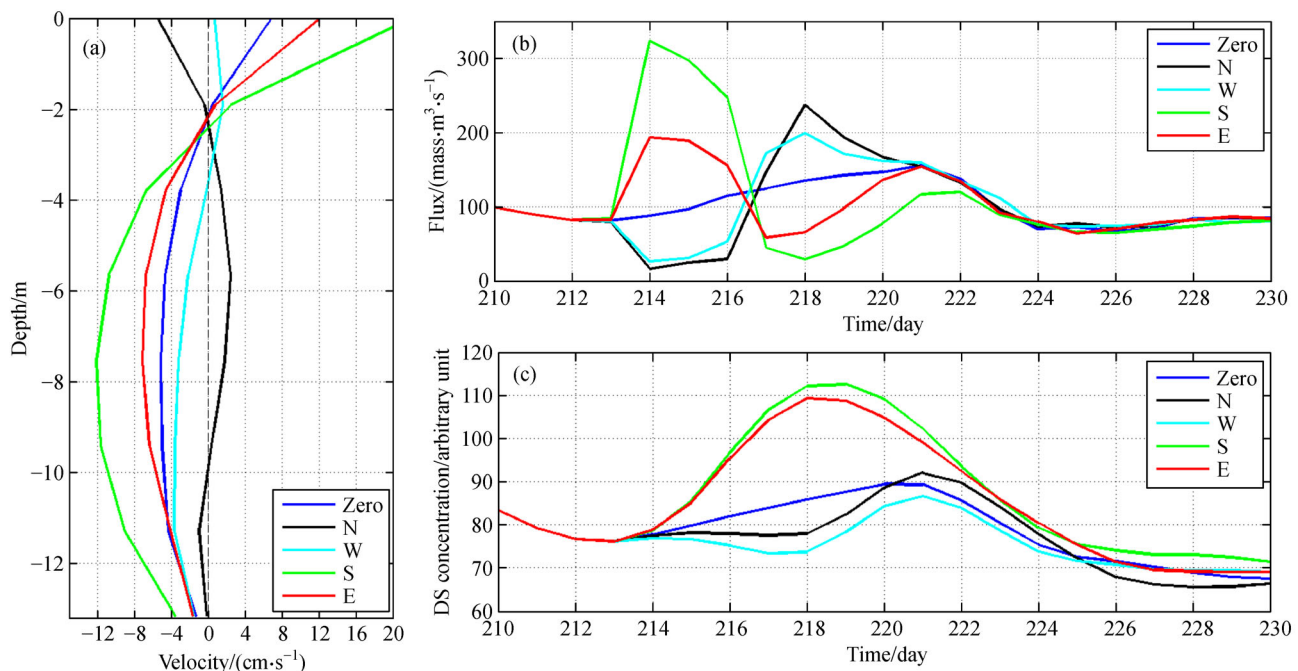 (a)
0
−2
−4
−6
−8
−10
−12
Depth/m
−12 −8 −4 0 4 8 12 16 20
Velocity/(cm·s⁻¹)
Zero
N
W
S
E
(b)
300
200
100
0
Flux/(mass·m³·s⁻¹)
210 212 214 216 218 220 222 224 226 228 230
Time/day
Zero
N
W
S
E
(c)
120
110
100
90
80
70
60
DS concentration/arbitrary unit
210 212 214 216 218 220 222 224 226 228 230
Time/day
Zero
N
W
S
E